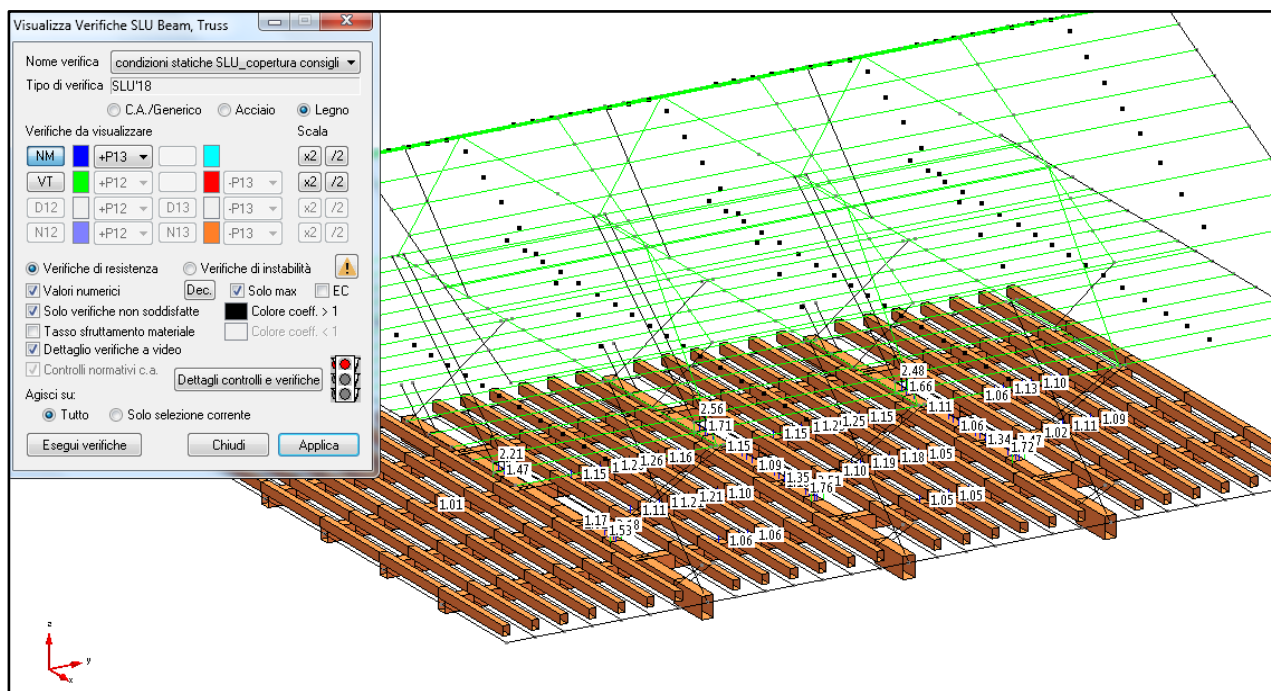 Visualizza Verifiche SLU Beam, Truss
Nome verifica condizioni statiche SLU_copertura consigli
Tipo di verifica SLU'18
C.A./Generico Acciaio Legno
Verifiche da visualizzare Scala
NM +P13 x2 /2
VT +P12 -P13 x2 /2
D12 +P12 D13 -P13 x2 /2
N12 +P12 N13 -P13 x2 /2
Verifiche di resistenza Verifiche di instabilità
Valori numerici Dec. Solo max EC
Solo verifiche non soddisfatte Colore coeff. > 1
Tasso sfruttamento materiale Colore coeff. < 1
Dettaglio verifiche a video
Controlli normativi c.a. Dettagli controlli e verifiche
Agisci su:
Tutto Solo selezione corrente
Esegui verifiche Chiudi Applica
2.48
1.66
1.06 1.13 1.10
2.56
1.71
1.11
1.06
1.34
1.72
1.02 1.11 1.09
1.15 1.25 1.15
1.15
1.09
1.35
1.76
1.10 1.19 1.18 1.05
2.21
1.47
1.15 1.26 1.16
1.01
1.11 1.21 1.10
1.05 1.05
1.17
1.53
1.06 1.06
z
y
x